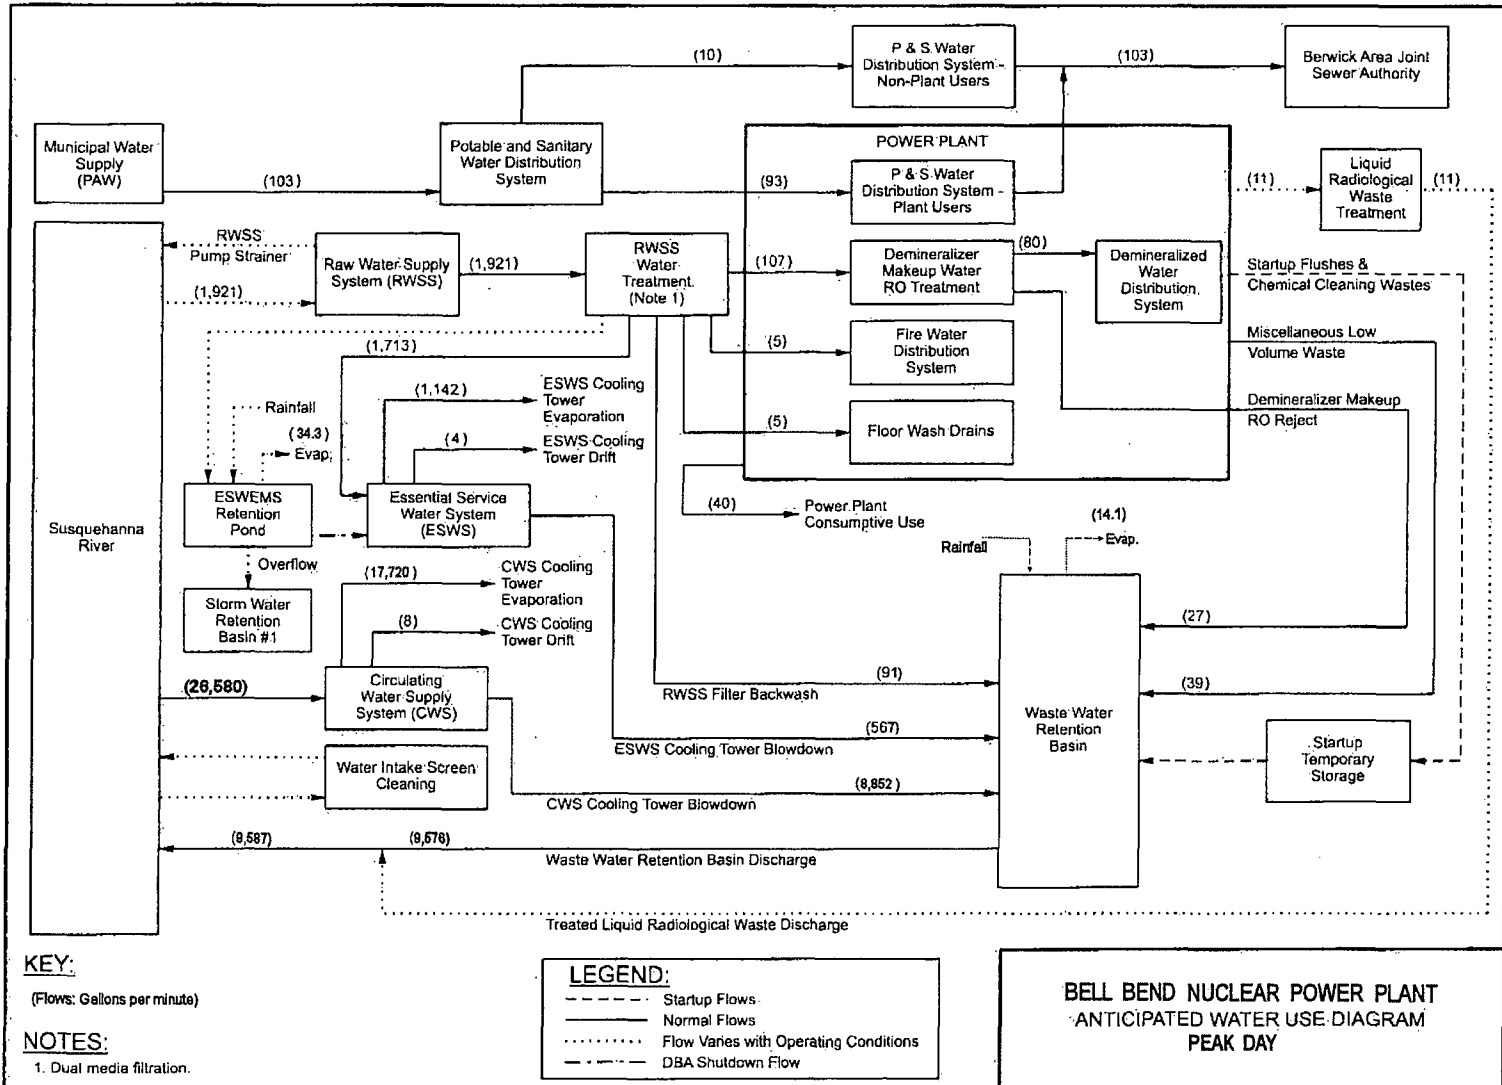 (10)
P & S Water
Distribution System -
Non-Plant Users
(103)
Berwick Area Joint
Sewer Authority
Municipal Water
Supply
(PAW)
(103)
Potable and Sanitary
Water Distribution
System
(93)
POWER PLANT
P & S Water
Distribution System -
Plant Users
(11)
Liquid
Radiological
Waste
Treatment
(11)
RWSS
Pump Strainer
(1,921)
Raw Water Supply
System (RWSS)
(1,921)
RWSS
Water
Treatment
(Note 1)
(107)
Demineralizer
Makeup Water
RO Treatment
(80)
Demineralized
Water
Distribution
System
Startup Flushes &
Chemical Cleaning Wastes
(1,713)
(5)
Fire Water
Distribution
System
Miscellaneous Low
Volume Waste
Rainfall
(34.3)
Evap.
(1,142)
ESWS Cooling
Tower
Evaporation
(4)
ESWS Cooling
Tower Drift
(5)
Floor Wash Drains
Demineralizer Makeup
RO Reject
ESWEMS
Retention
Pond
Essential Service
Water System
(ESWS)
(40)
Power Plant
Consumptive Use
Rainfall
(14.1)
Evap.
Susquehanna
River
Overflow
Storm Water
Retention
Basin #1
(17,720)
CWS Cooling
Tower
Evaporation
(8)
CWS Cooling
Tower Drift
(27)
(26,580)
Circulating
Water Supply
System (CWS)
(91)
RWSS Filter Backwash
(39)
Waste Water
Retention
Basin
(567)
ESWS Cooling Tower Blowdown
Startup
Temporary
Storage
Water Intake Screen
Cleaning
(8,852)
CWS Cooling Tower Blowdown
(9,587)
(9,576)
Waste Water Retention Basin Discharge
Treated Liquid Radiological Waste Discharge
KEY:
(Flows: Gallons per minute)
NOTES:
1. Dual media filtration.
LEGEND:
Startup Flows
Normal Flows
Flow Varies with Operating Conditions
DBA Shutdown Flow
BELL BEND NUCLEAR POWER PLANT
ANTICIPATED WATER USE DIAGRAM
PEAK DAY